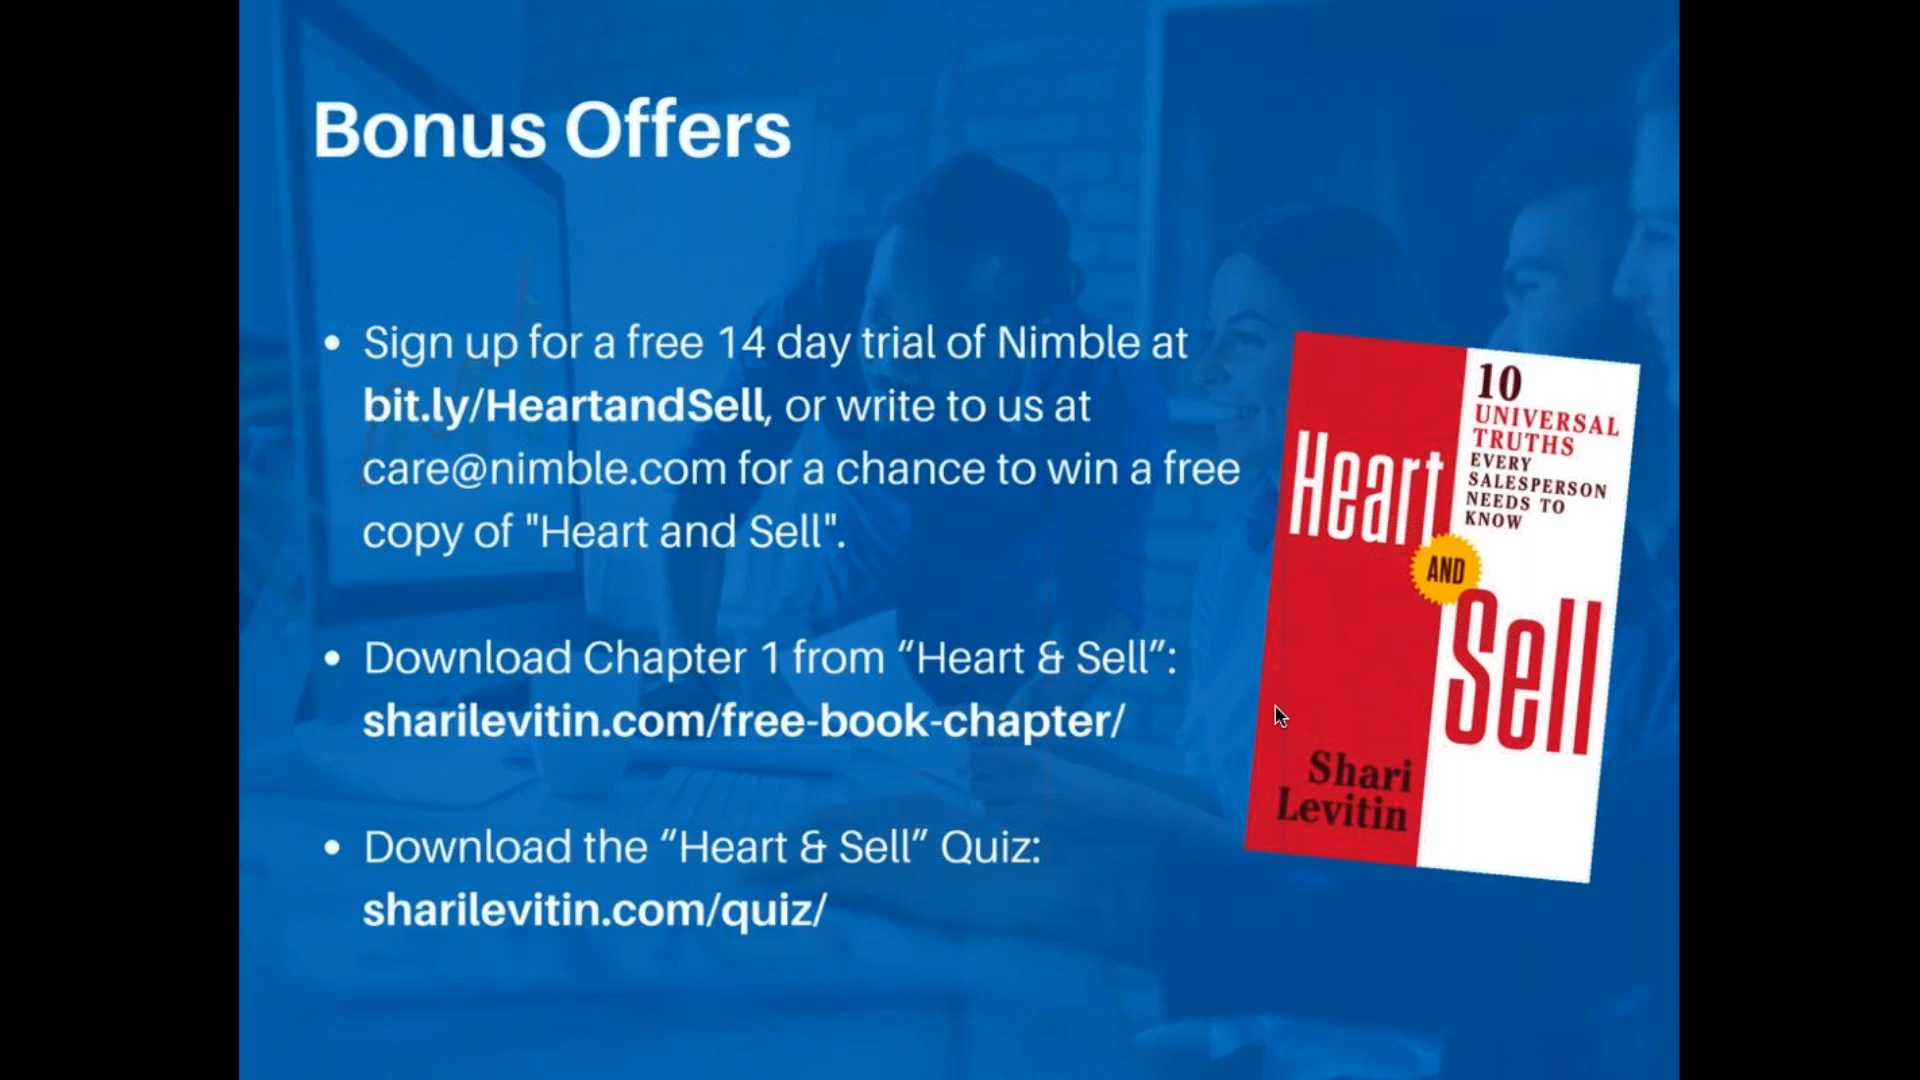 Bonus Offers
• Sign up for a free 14 day trial of Nimble at
bit.ly/HeartandSell, or write to us at
care@nimble.com for a chance to win a free
copy of "Heart and Sell".
• Download Chapter 1 from “Heart & Sell”:
sharilevitin.com/free-book-chapter/
• Download the “Heart & Sell” Quiz:
sharilevitin.com/quiz/
10
UNIVERSAL
TRUTHS
EVERY
SALESPERSON
NEEDS TO
KNOW
Heart
AND
Sell
Shari
Levitin